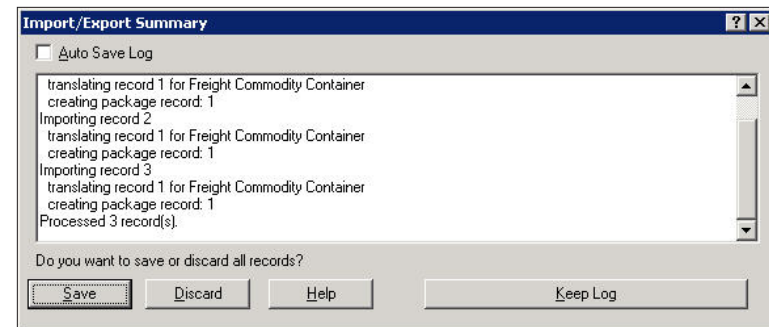 Import/Export Summary
Auto Save Log
translating record 1 for Freight Commodity Container
creating package record: 1
Importing record 2
translating record 1 for Freight Commodity Container
creating package record: 1
Importing record 3
translating record 1 for Freight Commodity Container
creating package record: 1
Processed 3 record(s).
Do you want to save or discard all records?
Save Discard Help Keep Log